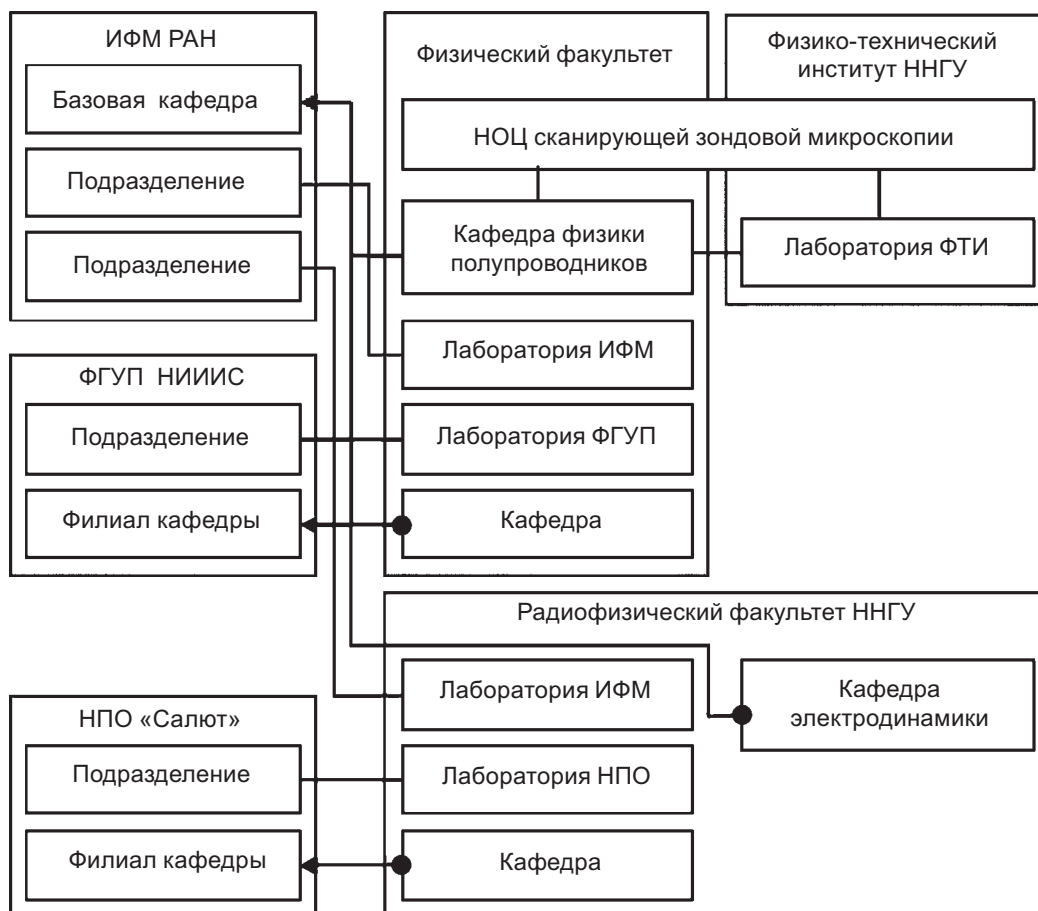 ИФМ РАН
Базовая кафедра
Подразделение
Подразделение
ФГУП НИИИС
Подразделение
Филиал кафедры
НПО «Салют»
Подразделение
Филиал кафедры
Физический факультет
Физико-технический
институт ННГУ
НОЦ сканирующей зондовой микроскопии
Кафедра физики
полупроводников
Лаборатория ФТИ
Лаборатория ИФМ
Лаборатория ФГУП
Кафедра
Радиофизический факультет ННГУ
Лаборатория ИФМ
Кафедра
электродинамики
Лаборатория НПО
Кафедра